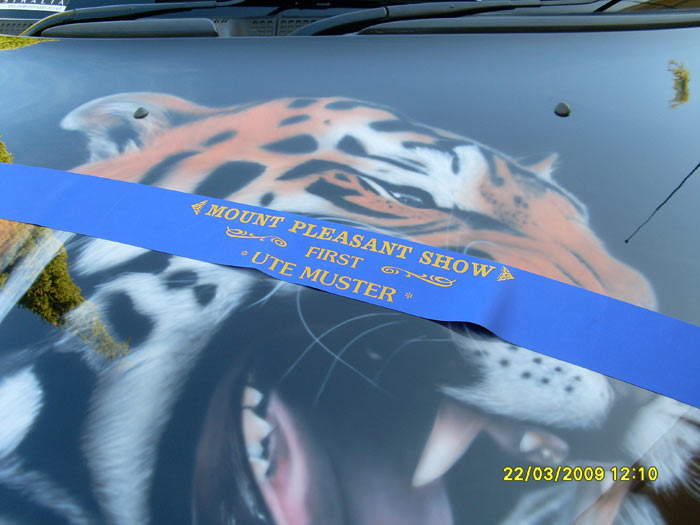 MOUNT PLEASANT SHOW
FIRST
* UTE MUSTER *
22/03/2009 12:10